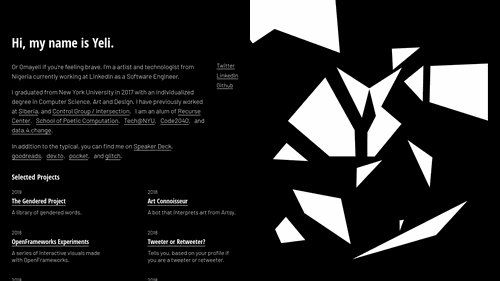 Hi, my name is Yeli.
Or Omayeli if you're feeling brave. I'm a artist and technologist from
Nigeria currently working at Linkedin as a Software Engineer.
Twitter
LinkedIn
Github
I graduated from New York University in 2017 with an individualized
degree in Computer Science, Art and Design. I have previously worked
at Siberia, and Control Group / Intersection. I am an alum of Recurse
Center, School of Poetic Computation, Tech@NYU, Code2040, and
data.4.change.
In addition to the typical, you can find me on Speaker Deck,
goodreads, dev.to, pocket, and glitch.
Selected Projects
2019
The Gendered Project
A library of gendered words.
2018
Art Connoisseur
A bot that interprets art from Artsy.
2018
OpenFrameworks Experiments
A series of interactive visuals made
with OpenFrameworks.
2018
Tweeter or Retweeter?
Tells you, based on your profile if
you are a tweeter or retweeter.